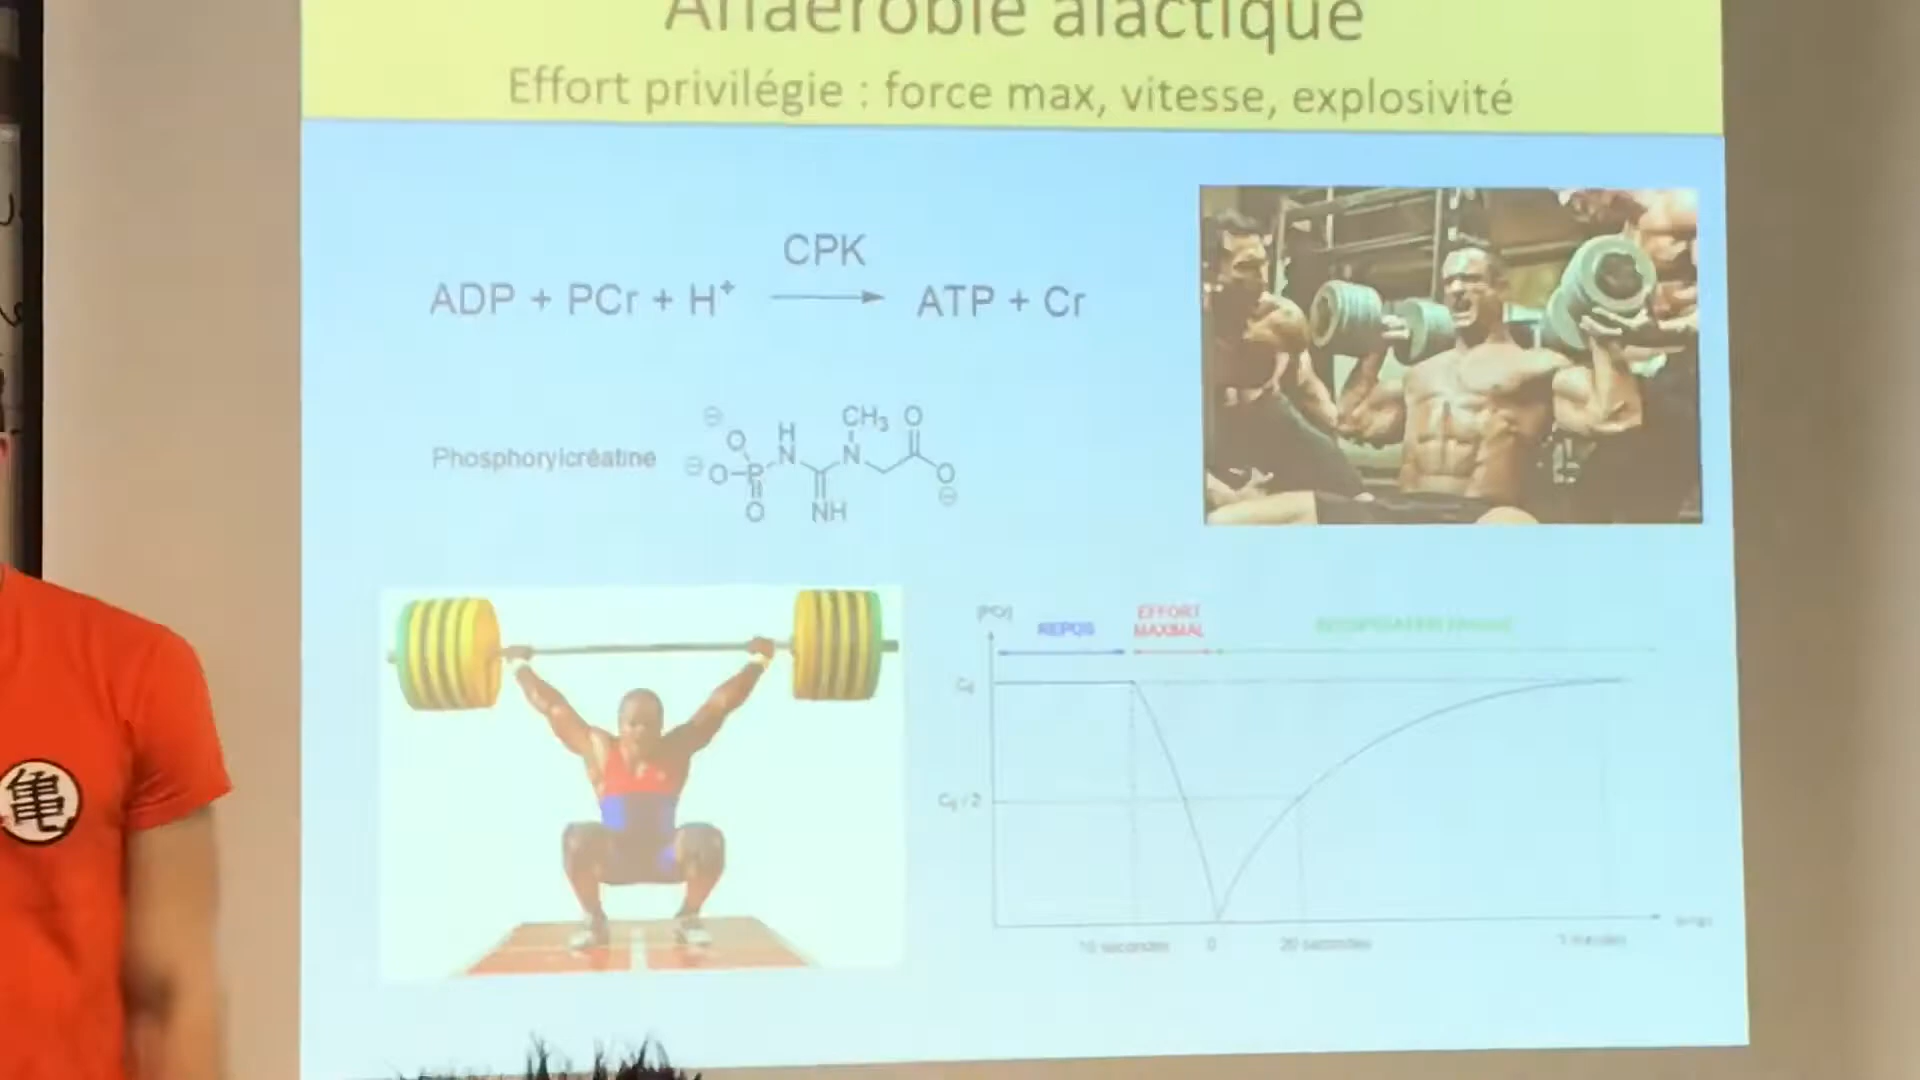 Anaérobie alactique
Effort privilégie : force max, vitesse, explosivité
CPK
ADP + PCr + H⁺ → ATP + Cr
Phosphorylcréatine
⊖
O
H
N
CH₃
O
⊖ O P N N O
⊖
O
NH
[PCr]
REPOS
EFFORT
MAXIMAL
C₀
C₀ / 2
10 secondes 0 20 secondes
亀